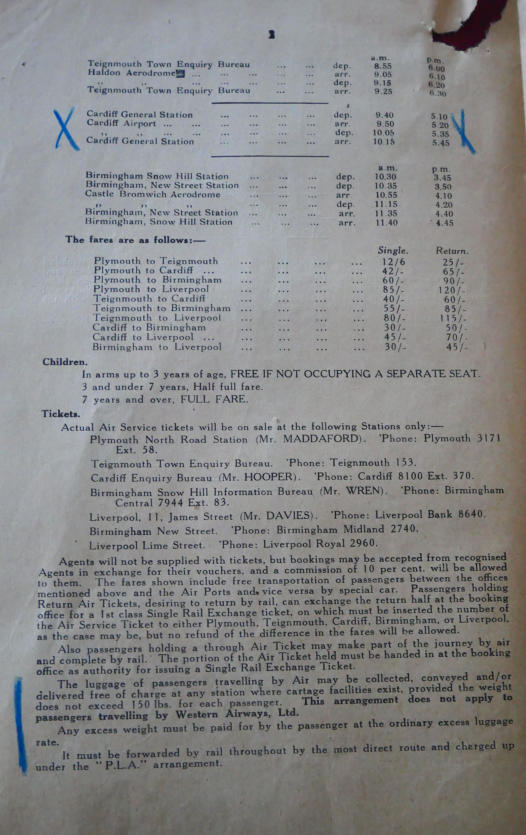 2
a.m. p.m.
Teignmouth Town Enquiry Bureau ... ... dep. 8.55 6.00
Haldon Aerodrome ... ... ... ... arr. 9.05 6.10
,, ,, ... ... ... dep. 9.15 6.20
Teignmouth Town Enquiry Bureau ... ... arr. 9.25 6.30
Cardiff General Station ... ... ... dep. 9.40 5.10
Cardiff Airport ... ... ... ... arr. 9.50 5.20
,, ,, ... ... ... ... dep. 10.05 5.35
Cardiff General Station ... ... ... arr. 10.15 5.45
a.m. p.m.
Birmingham Snow Hill Station ... ... ... dep. 10.30 3.45
Birmingham, New Street Station ... ... ... dep. 10.35 3.50
Castle Bromwich Aerodrome ... ... ... arr. 10.55 4.10
,, ,, ... ... ... dep. 11.15 4.20
Birmingham, New Street Station ... ... ... arr. 11.35 4.40
Birmingham, Snow Hill Station ... ... ... arr. 11.40 4.45
The fares are as follows:—
Single. Return.
Plymouth to Teignmouth ... ... ... ... 12/6 25/-
Plymouth to Cardiff ... ... ... ... ... 42/- 65/-
Plymouth to Birmingham ... ... ... ... 60/- 90/-
Plymouth to Liverpool ... ... ... ... 85/- 120/-
Teignmouth to Cardiff ... ... ... ... 40/- 60/-
Teignmouth to Birmingham ... ... ... ... 55/- 85/-
Teignmouth to Liverpool ... ... ... ... 80/- 115/-
Cardiff to Birmingham ... ... ... ... 30/- 50/-
Cardiff to Liverpool ... ... ... ... ... 45/- 70/-
Birmingham to Liverpool ... ... ... ... 30/- 45/-
Children.
In arms up to 3 years of age, FREE IF NOT OCCUPYING A SEPARATE SEAT.
3 and under 7 years, Half full fare.
7 years and over, FULL FARE.
Tickets.
Actual Air Service tickets will be on sale at the following Stations only:—
Plymouth North Road Station (Mr. MADDAFORD). 'Phone: Plymouth 3171
Ext. 58.
Teignmouth Town Enquiry Bureau. 'Phone: Teignmouth 153.
Cardiff Enquiry Bureau (Mr. HOOPER). 'Phone: Cardiff 8100 Ext. 370.
Birmingham Snow Hill Information Bureau (Mr. WREN). 'Phone: Birmingham
Central 7944 Ext. 83.
Liverpool, 11, James Street (Mr. DAVIES). 'Phone: Liverpool Bank 8640.
Birmingham New Street. 'Phone: Birmingham Midland 2740.
Liverpool Lime Street. 'Phone: Liverpool Royal 2960.
Agents will not be supplied with tickets, but bookings may be accepted from recognised
Agents in exchange for their vouchers, and a commission of 10 per cent. will be allowed
to them. The fares shown include free transportation of passengers between the offices
mentioned above and the Air Ports and vice versa by special car. Passengers holding
Return Air Tickets, desiring to return by rail, can exchange the return half at the booking
office for a 1st class Single Rail Exchange ticket, on which must be inserted the number of
the Air Service Ticket to either Plymouth, Teignmouth, Cardiff, Birmingham, or Liverpool,
as the case may be, but no refund of the difference in the fares will be allowed.
Also passengers holding a through Air Ticket may make part of the journey by air
and complete by rail. The portion of the Air Ticket held must be handed in at the booking
office as authority for issuing a Single Rail Exchange Ticket.
The luggage of passengers travelling by Air may be collected, conveyed and/or
delivered free of charge at any station where cartage facilities exist, provided the weight
does not exceed 150 lbs. for each passenger. This arrangement does not apply to
passengers travelling by Western Airways, Ltd.
Any excess weight must be paid for by the passenger at the ordinary excess luggage
rate.
It must be forwarded by rail throughout by the most direct route and charged up
under the "P.L.A." arrangement.